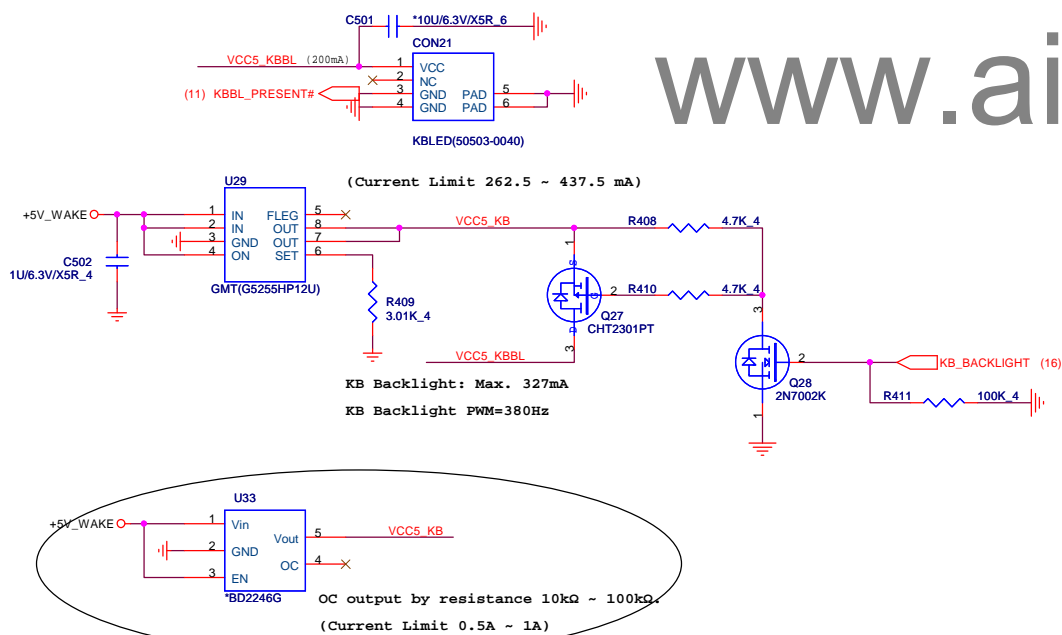 C501 *10U/6.3V/X5R_6
www.ai
CON21
VCC5_KBBL (200mA)
1 VCC
2 NC
3 GND PAD 5
4 GND PAD 6
(11) KBBL_PRESENT#
KBLED(50503-0040)
U29
(Current Limit 262.5 ~ 437.5 mA)
+5V_WAKE
1 IN FLEG 5
2 IN OUT 8
3 GND OUT 7
4 ON SET 6
GMT(G5255HP12U)
C502
1U/6.3V/X5R_4
R409
3.01K_4
VCC5_KB
R408 4.7K_4
1
S
G
D
2
R410 4.7K_4
Q27
CHT2301PT
3
VCC5_KBBL
3
2
KB_BACKLIGHT (16)
Q28
2N7002K
1
R411 100K_4
KB Backlight: Max. 327mA
KB Backlight PWM=380Hz
U33
+5V_WAKE
1 Vin
Vout 5
VCC5_KB
2 GND
OC 4
3 EN
*BD2246G
OC output by resistance 10kΩ ~ 100kΩ.
(Current Limit 0.5A ~ 1A)